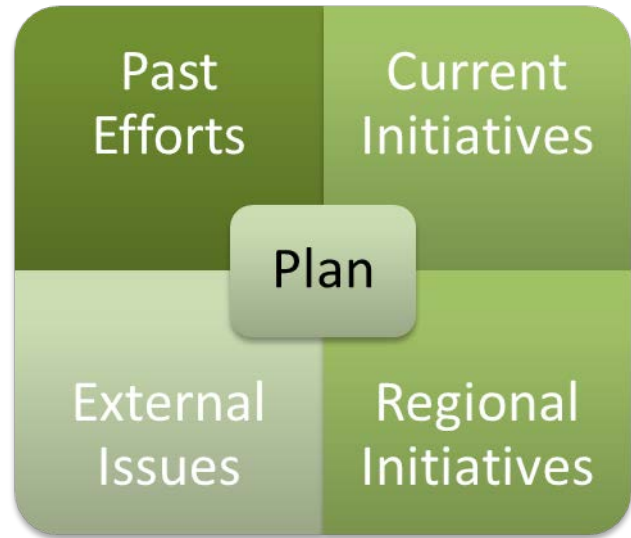 Past
Efforts
Current
Initiatives
Plan
External
Issues
Regional
Initiatives